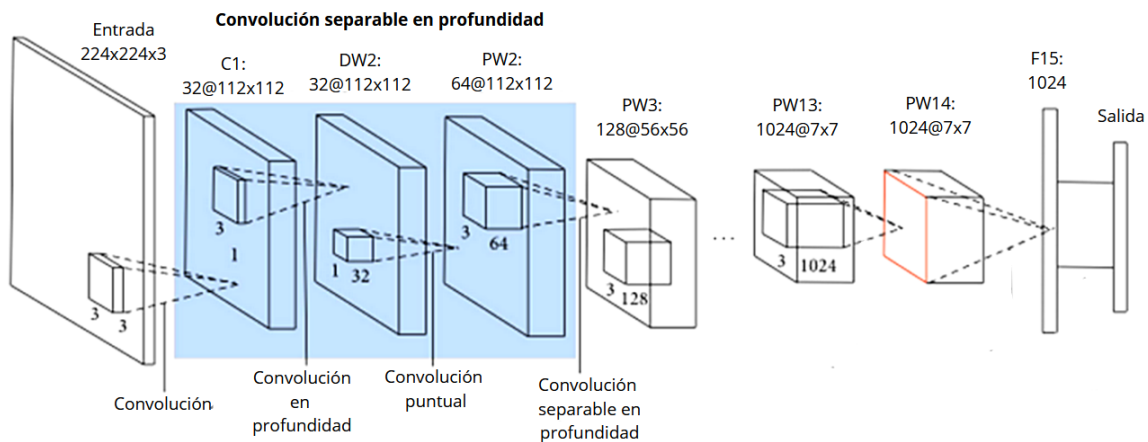 Convolución separable en profundidad
Entrada
224x224x3
C1:
32@112x112
DW2:
32@112x112
PW2:
64@112x112
PW3:
128@56x56
PW13:
1024@7x7
PW14:
1024@7x7
F15:
1024
Salida
3
3
3
1
1
32
3
64
3
128
...
3
1024
Convolución
Convolución
en
profundidad
Convolución
puntual
Convolución
separable en
profundidad